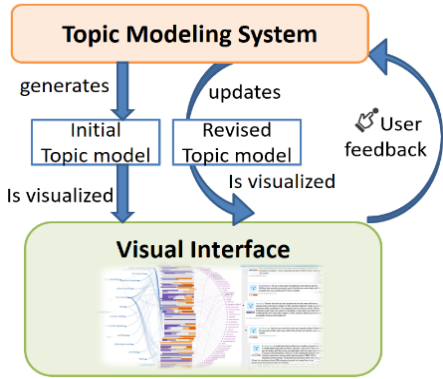 Topic Modeling System
generates
updates
Initial
Topic model
Revised
Topic model
User
feedback
Is visualized
Is visualized
Visual Interface